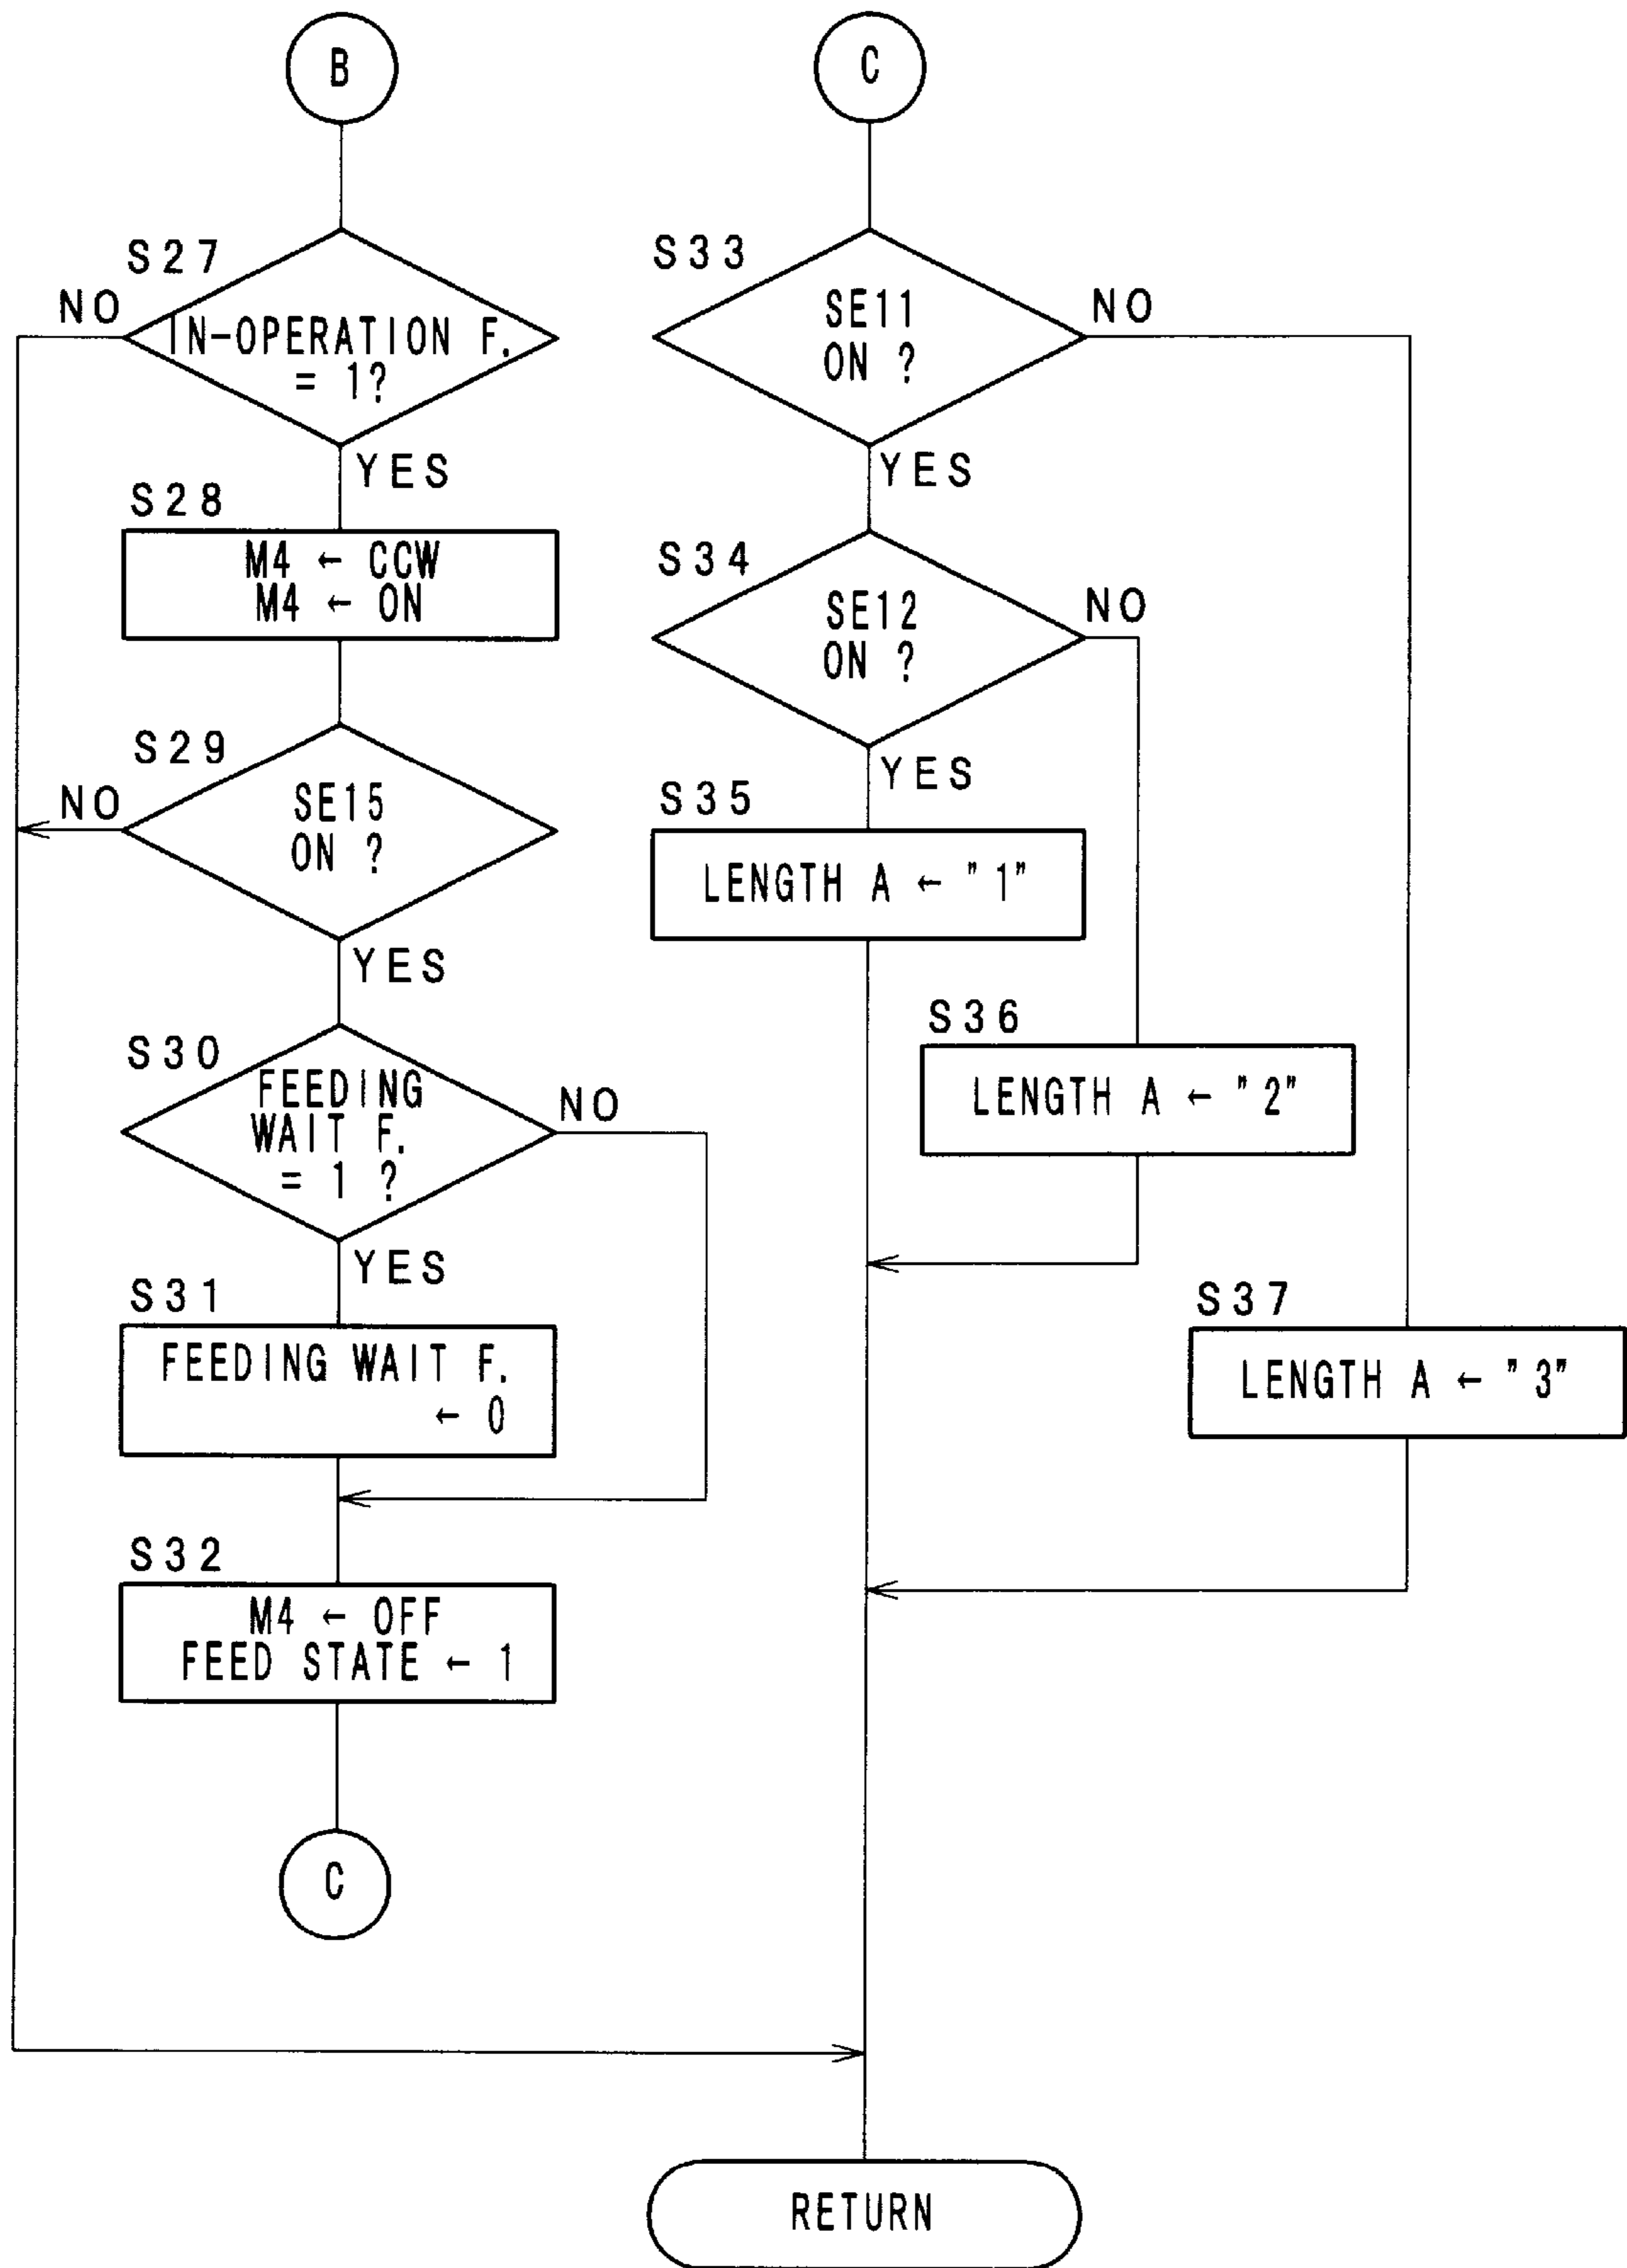 B
S27
NO
IN-OPERATION F.
= 1?
YES
S28
M4 ← CCW
M4 ← ON
S29
NO
SE15
ON ?
YES
S30
FEEDING
WAIT F.
= 1 ?
NO
YES
S31
FEEDING WAIT F.
← 0
S32
M4 ← OFF
FEED STATE ← 1
C
C
S33
SE11
ON ?
NO
YES
S34
SE12
ON ?
NO
YES
S35
LENGTH A ← "1"
S36
LENGTH A ← "2"
S37
LENGTH A ← "3"
RETURN